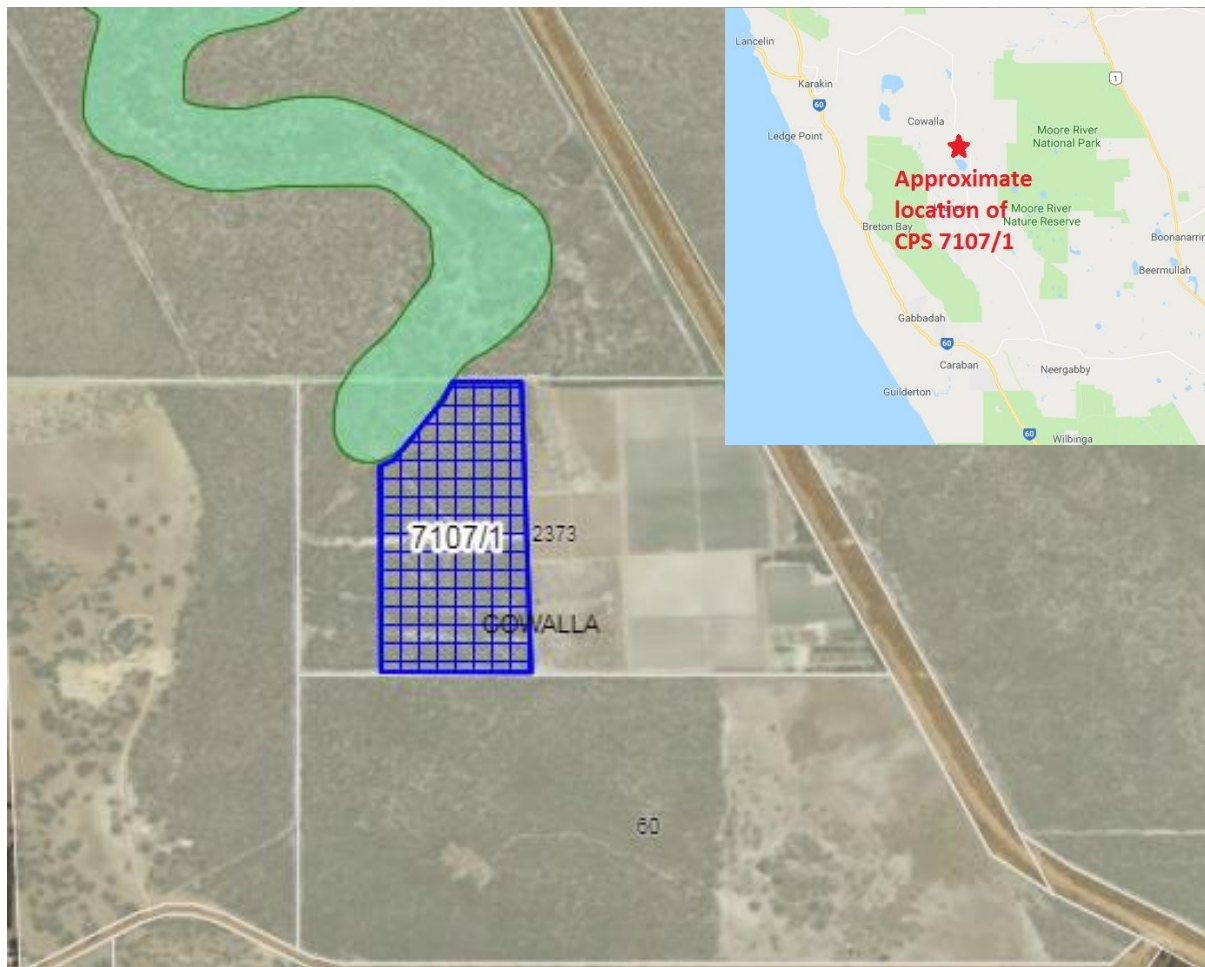 Lancelin
Karakin
1
60
Cowalla
Ledge Point
Moore River
National Park
Approximate
location of
CPS 7107/1
Moore River
Nature Reserve
Breton Bay
Boonanarrin
Beermullah
Gabbadah
60
Caraban
Neergabby
Guilderton
60
Wilbinga
7107/1
2373
COWALLA
60